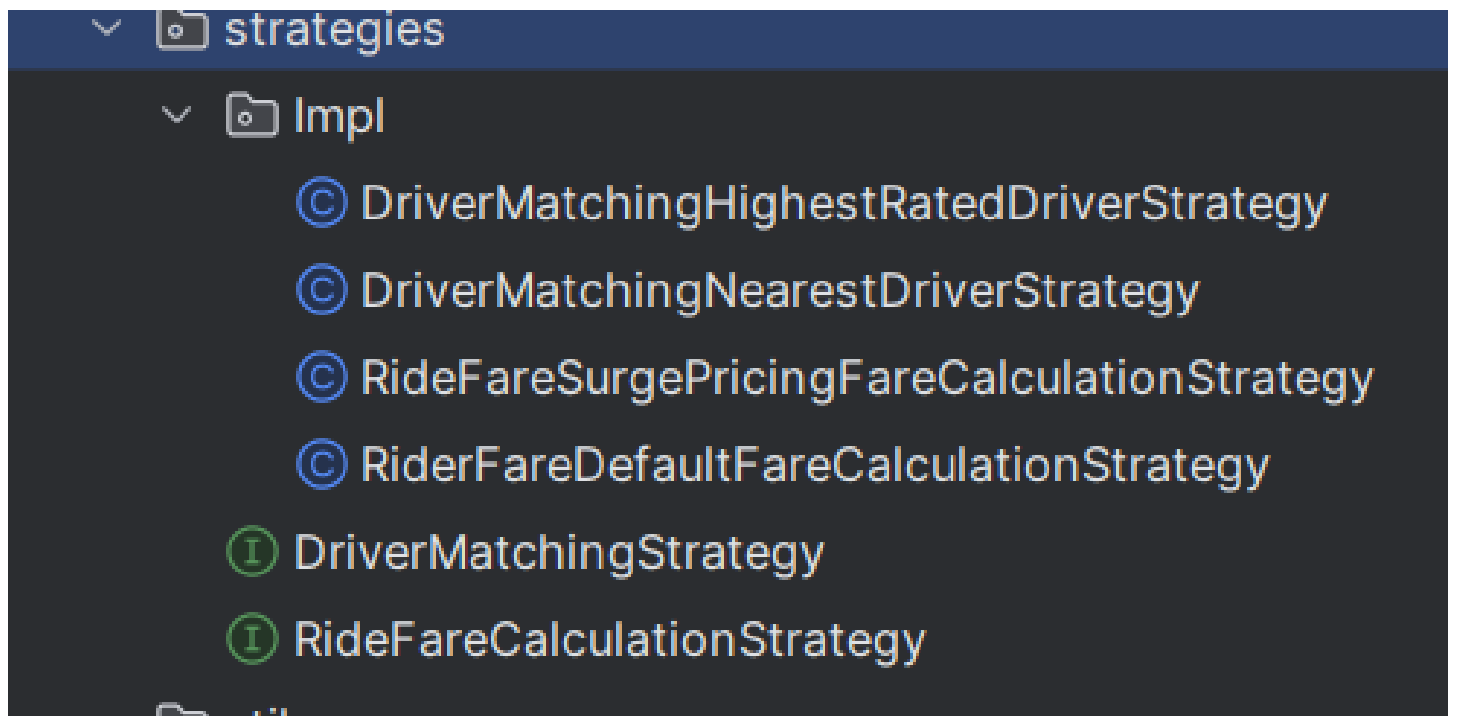 strategies
Impl
DriverMatchingHighestRatedDriverStrategy
DriverMatchingNearestDriverStrategy
RideFareSurgePricingFareCalculationStrategy
RiderFareDefaultFareCalculationStrategy
DriverMatchingStrategy
RideFareCalculationStrategy